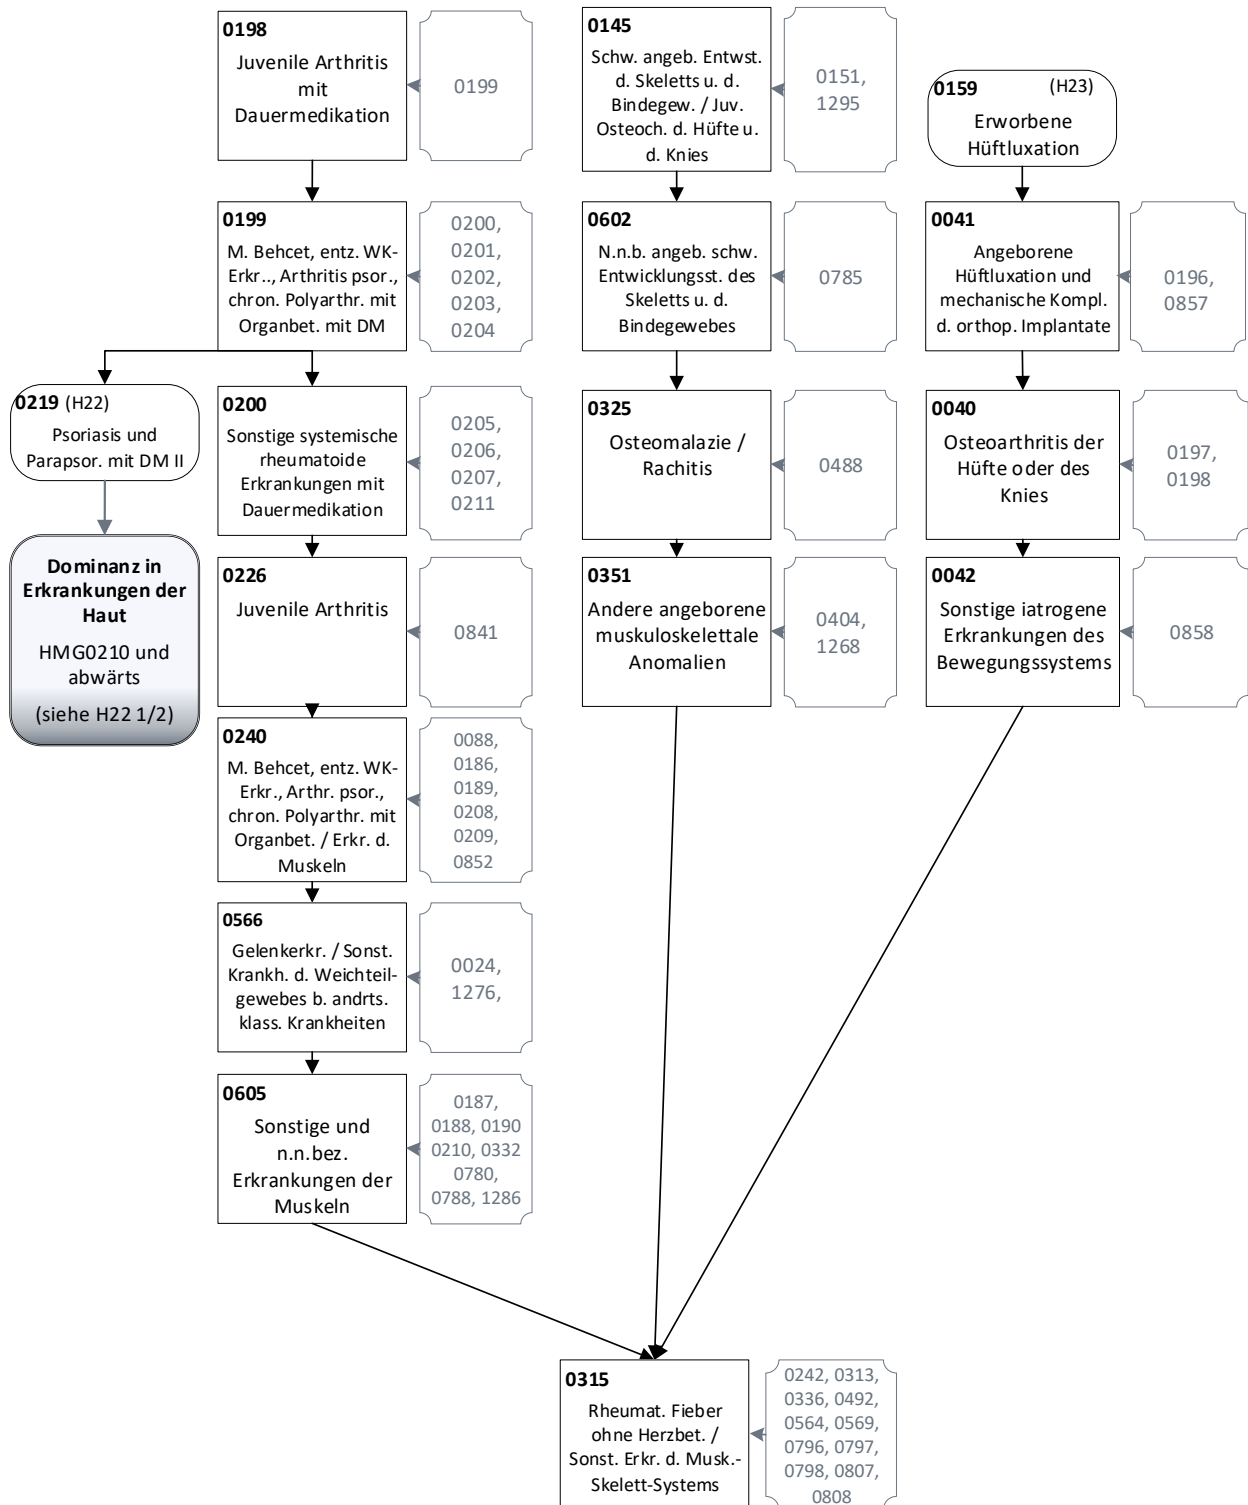 0198
Juvenile Arthritis
mit
Dauermedikation
0199
0145
Schw. angeb. Entwst.
d. Skeletts u. d.
Bindegew. / Juv.
Osteoch. d. Hüfte u.
d. Knies
0151,
1295
0159 (H23)
Erworbene
Hüftluxation
0199
M. Behcet, entz. WK-
Erkr.., Arthritis psor.,
chron. Polyarthr. mit
Organbet. mit DM
0200,
0201,
0202,
0203,
0204
0602
N.n.b. angeb. schw.
Entwicklungsst. des
Skeletts u. d.
Bindegewebes
0785
0041
Angeborene
Hüftluxation und
mechanische Kompl.
d. orthop. Implantate
0196,
0857
0219 (H22)
Psoriasis und
Parapsor. mit DM II
0200
Sonstige systemische
rheumatoide
Erkrankungen mit
Dauermedikation
0205,
0206,
0207,
0211
0325
Osteomalazie /
Rachitis
0488
0040
Osteoarthritis der
Hüfte oder des
Knies
0197,
0198
Dominanz in
Erkrankungen der
Haut
HMG0210 und
abwärts
(siehe H22 1/2)
0226
Juvenile Arthritis
0841
0351
Andere angeborene
muskuloskelettale
Anomalien
0404,
1268
0042
Sonstige iatrogene
Erkrankungen des
Bewegungssystems
0858
0240
M. Behcet, entz. WK-
Erkr., Arthr. psor.,
chron. Polyarthr. mit
Organbet. / Erkr. d.
Muskeln
0088,
0186,
0189,
0208,
0209,
0852
0566
Gelenkerkr. / Sonst.
Krankh. d. Weichteil-
gewebes b. andrts.
klass. Krankheiten
0024,
1276,
0605
Sonstige und
n.n.bez.
Erkrankungen der
Muskeln
0187,
0188, 0190
0210, 0332
0780,
0788, 1286
0315
Rheumat. Fieber
ohne Herzbet. /
Sonst. Erkr. d. Musk.-
Skelett-Systems
0242, 0313,
0336, 0492,
0564, 0569,
0796, 0797,
0798, 0807,
0808